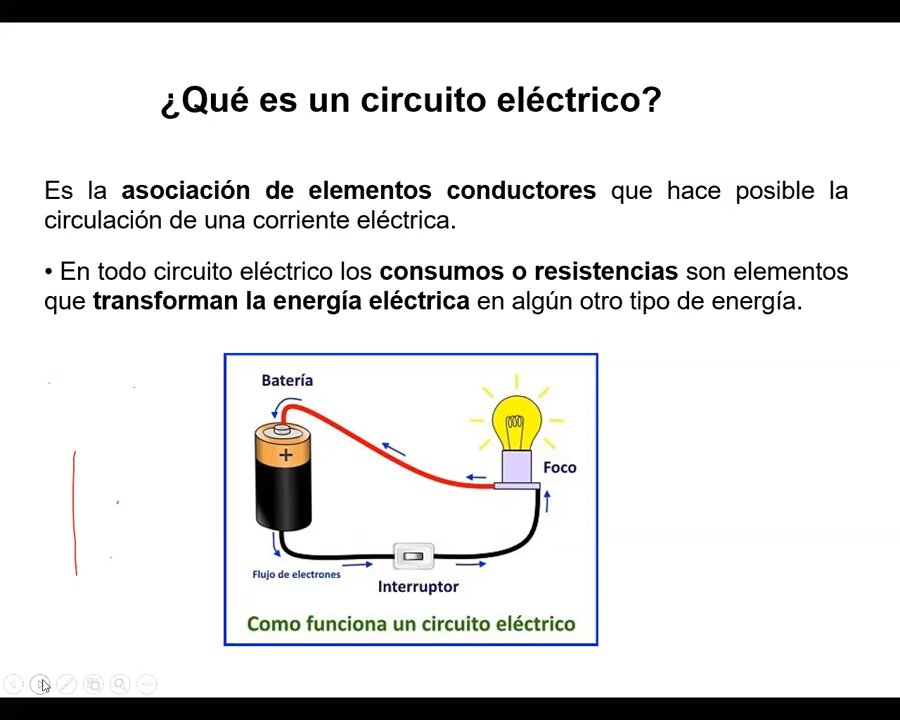 ¿Qué es un circuito eléctrico?
Es la asociación de elementos conductores que hace posible la
circulación de una corriente eléctrica.
• En todo circuito eléctrico los consumos o resistencias son elementos
que transforman la energía eléctrica en algún otro tipo de energía.
Batería
+
Foco
Flujo de electrones
Interruptor
Como funciona un circuito eléctrico